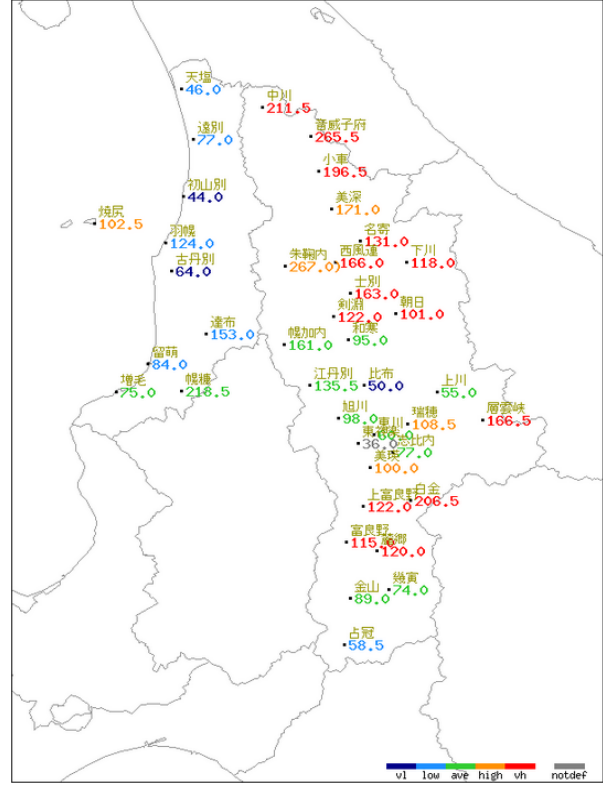 天塩
46.0
中川
211.5
遠別
77.0
音威子府
265.5
小車
196.5
初山別
44.0
美深
171.0
焼尻
102.5
羽幌
124.0
名寄
131.0
朱鞠内
267.0)
西風連
166.0
下川
118.0
古丹別
64.0
士別
163.0
剣淵
122.0
朝日
101.0
達布
153.0
幌加内
161.0
和寒
95.0
留萌
84.0
増毛
75.0
幌糠
218.5
江丹別
135.5
比布
50.0
上川
55.0
旭川
98.0
東川
瑞穂
108.5
層雲峡
166.5
36.0
志比内
77.0
美瑛
100.0
上富良野
122.0
白金
206.5
富良野
115.0
麓郷
120.0
幾寅
74.0
金山
89.0
占冠
58.5
vl low ave high vh notdef